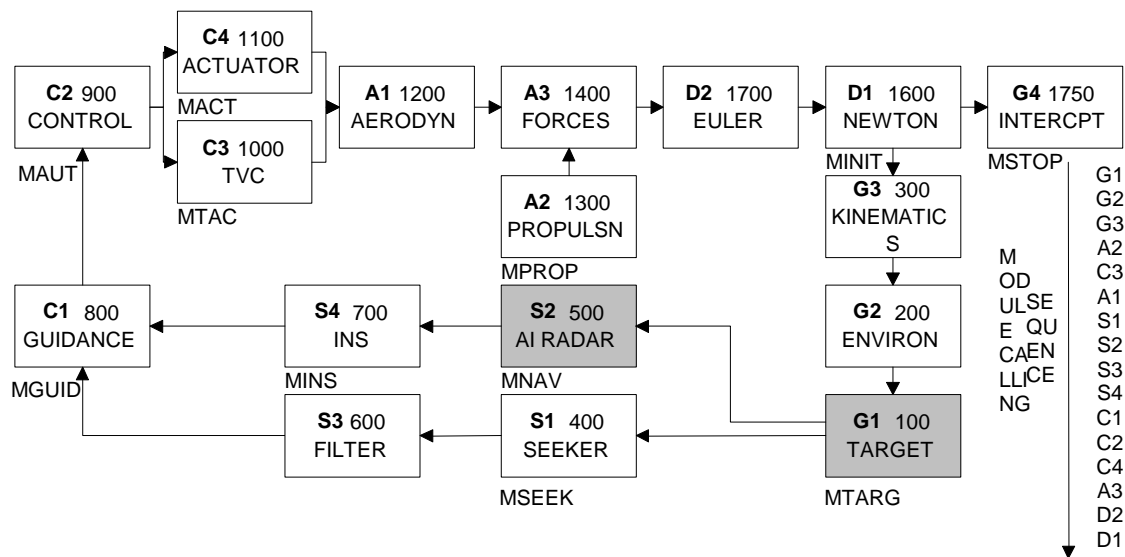 C4 1100
ACTUATOR
MACT
C2 900
CONTROL
MAUT
C3 1000
TVC
MTAC
A1 1200
AERODYN
A3 1400
FORCES
D2 1700
EULER
D1 1600
NEWTON
MINIT
G4 1750
INTERCPT
MSTOP
A2 1300
PROPULSN
MPROP
G3 300
KINEMATIC
S
C1 800
GUIDANCE
MGUID
S4 700
INS
MINS
S2 500
AI RADAR
MNAV
G2 200
ENVIRON
S3 600
FILTER
S1 400
SEEKER
MSEEK
G1 100
TARGET
MTARG
M
OD
UL
E CA
LLI
NG
SE
QU
EN
CE
G1
G2
G3
A2
C3
A1
S1
S2
S3
S4
C1
C2
C4
A3
D2
D1